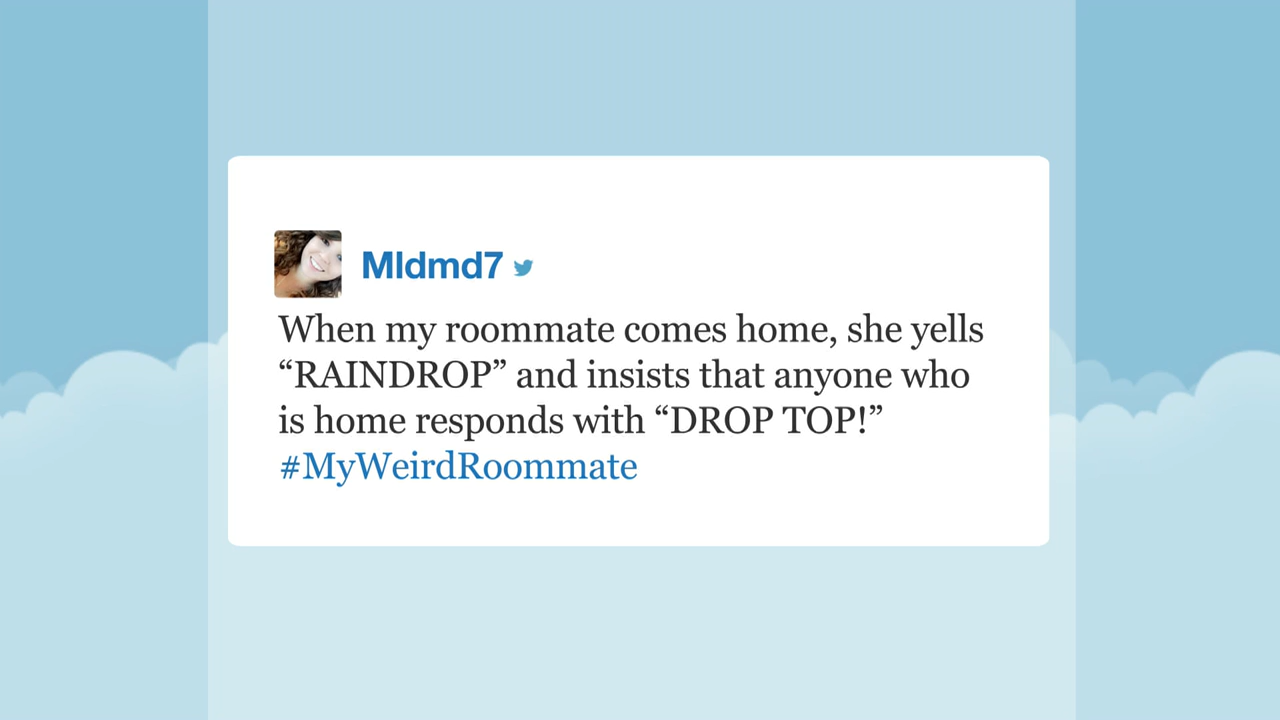 Mldmd7
When my roommate comes home, she yells
“RAINDROP” and insists that anyone who
is home responds with “DROP TOP!”
#MyWeirdRoommate